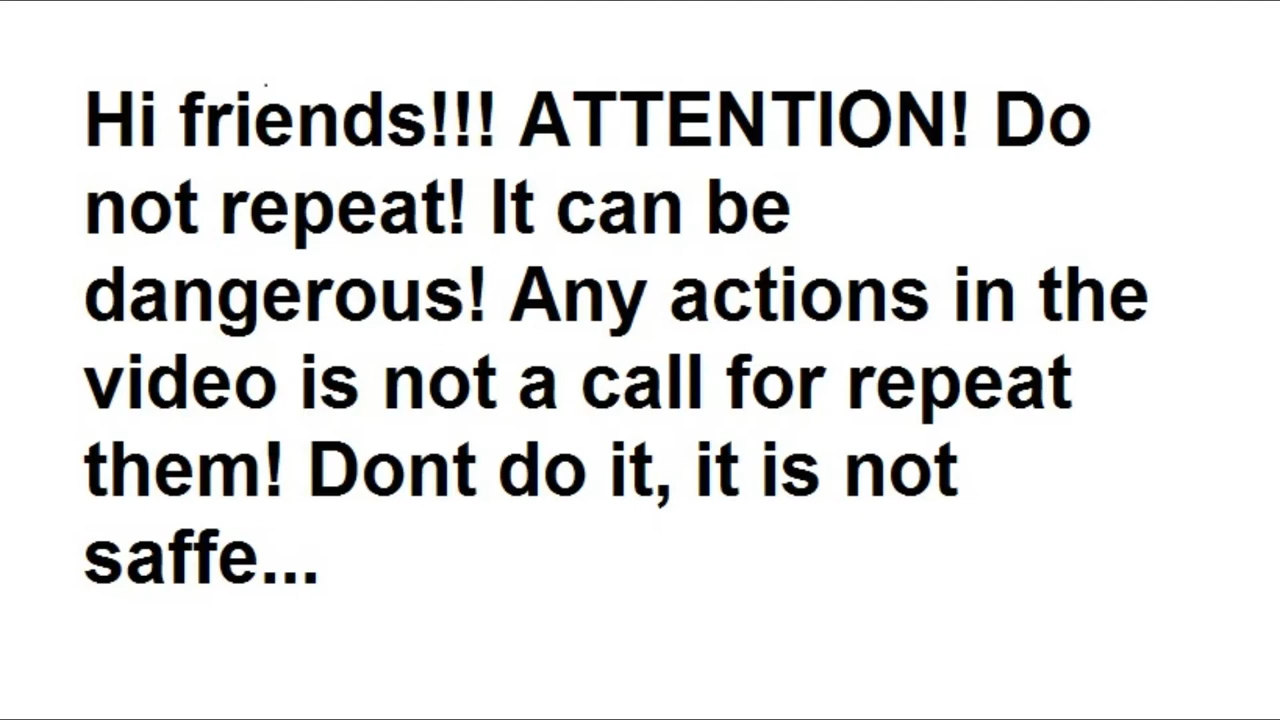 Hi friends!!! ATTENTION! Do
not repeat! It can be
dangerous! Any actions in the
video is not a call for repeat
them! Dont do it, it is not
saffe...